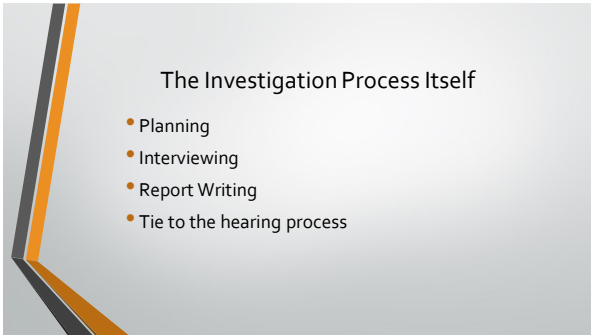 The Investigation Process Itself
• Planning
• Interviewing
• Report Writing
• Tie to the hearing process